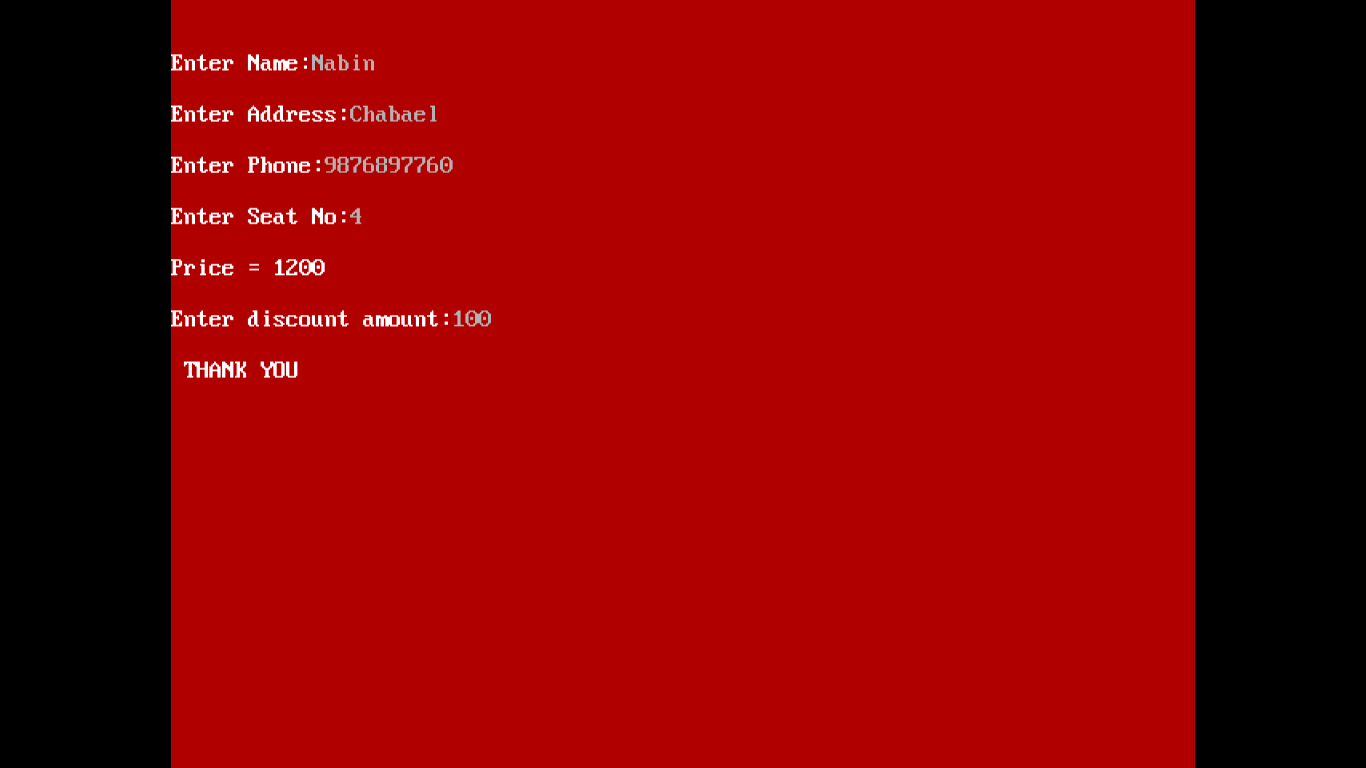 Enter Name:Nabin
Enter Address:Chabael
Enter Phone:9876897760
Enter Seat No:4
Price = 1200
Enter discount amount:100
THANK YOU